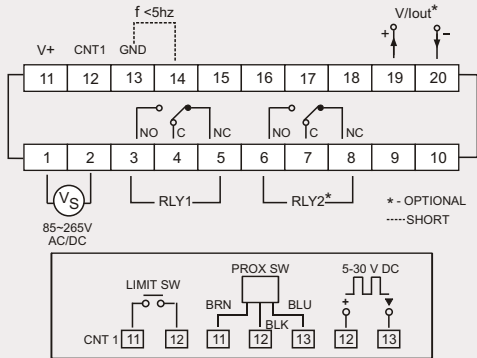 f <5hz
V/Iout*
+ -
V+ CNT1 GND
11 12 13 14 15 16 17 18 19 20
NO C NC NO C NC
1 2 3 4 5 6 7 8 9 10
VS
RLY1 RLY2*
* - OPTIONAL
-----SHORT
85~265V
AC/DC
LIMIT SW PROX SW 5-30 V DC
BRN BLU +
BLK
CNT 1 11 12 11 12 13 12 13